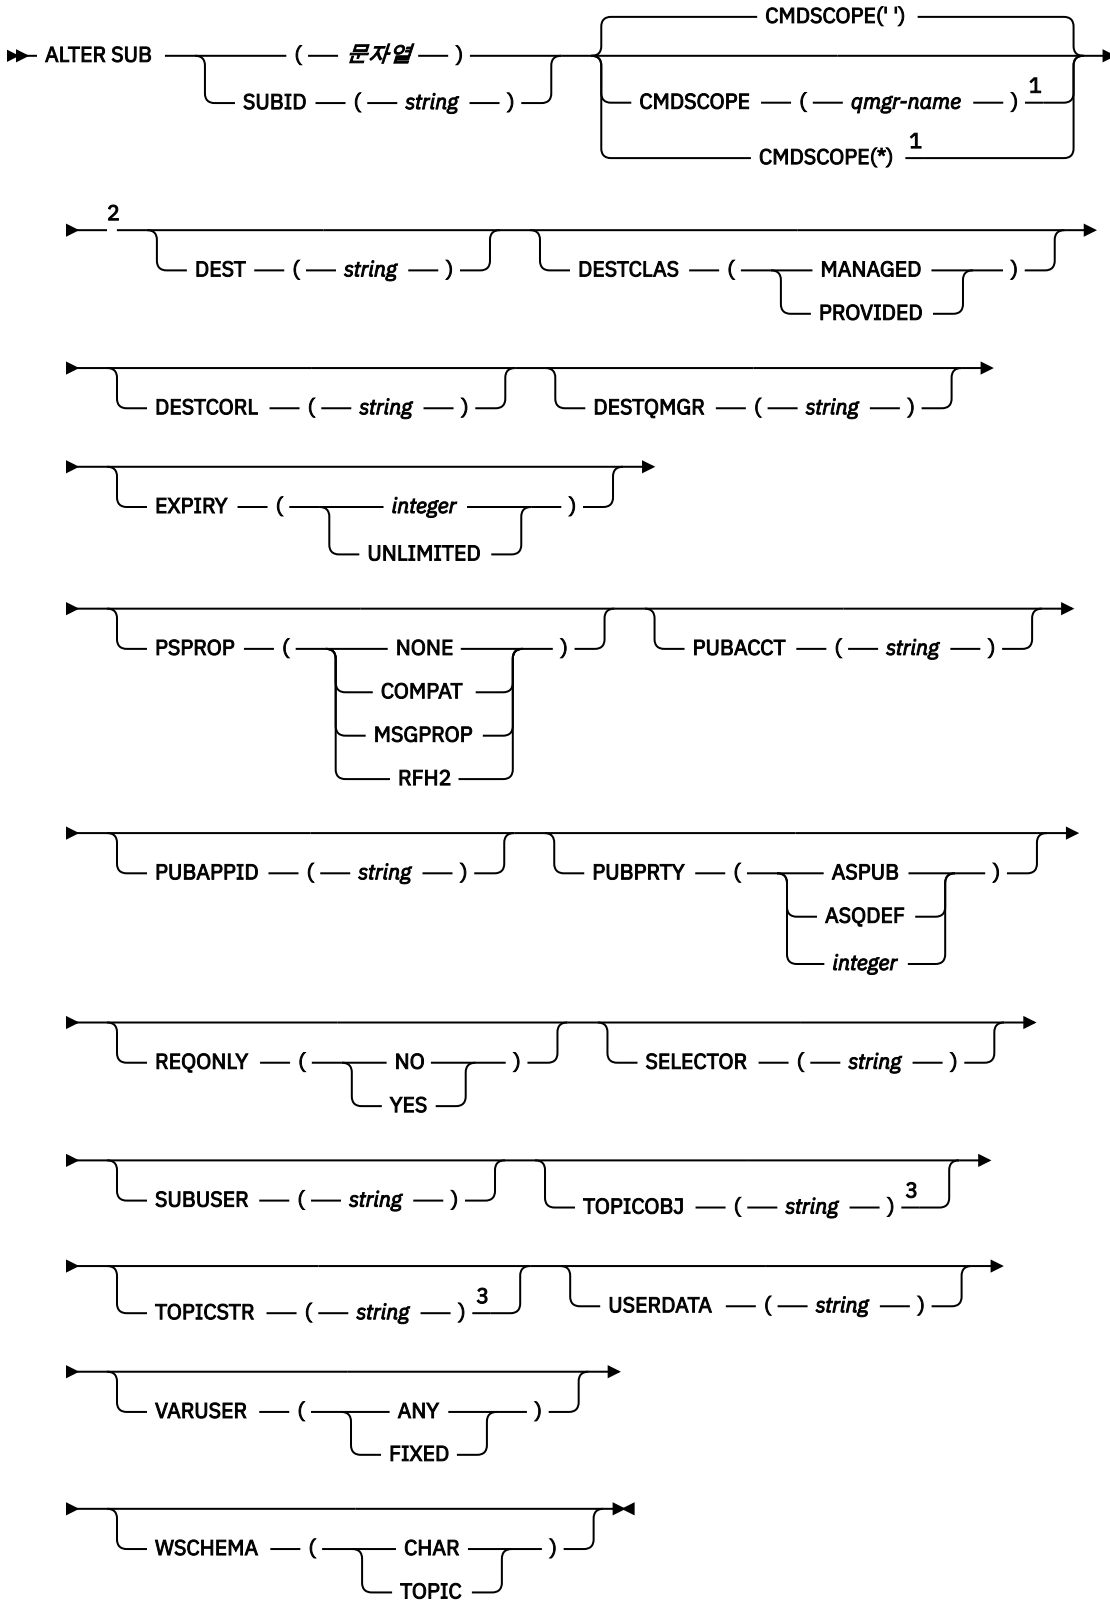 CMDSCOPE(' ')
ALTER SUB ( 문자열 )
SUBID ( string )
CMDSCOPE ( qmgr-name ) 1
CMDSCOPE(*) 1
2
DEST ( string ) DESTCLAS ( MANAGED )
PROVIDED
DESTCORL ( string ) DESTQMGR ( string )
EXPIRY ( integer )
UNLIMITED
PSPROP ( NONE ) PUBACCT ( string )
COMPAT
MSGPROP
RFH2
PUBAPPID ( string ) PUBPRTY ( ASPUB )
ASQDEF
integer
REQONLY ( NO ) SELECTOR ( string )
YES
SUBUSER ( string ) TOPICOBJ ( string ) 3
TOPICSTR ( string ) 3 USERDATA ( string )
VARUSER ( ANY )
FIXED
WSCHEMA ( CHAR )
TOPIC